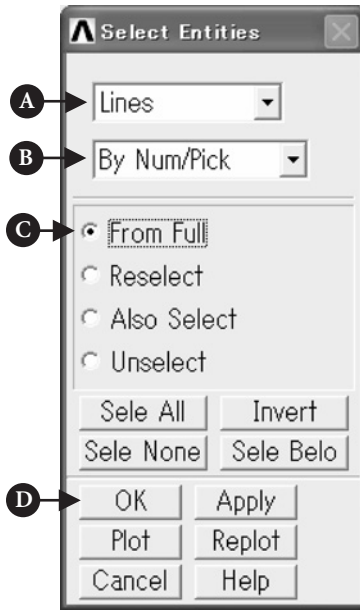 Select Entities
A Lines
B By Num/Pick
C From Full
Reselect
Also Select
Unselect
Sele All Invert
Sele None Sele Belo
D OK Apply
Plot Replot
Cancel Help